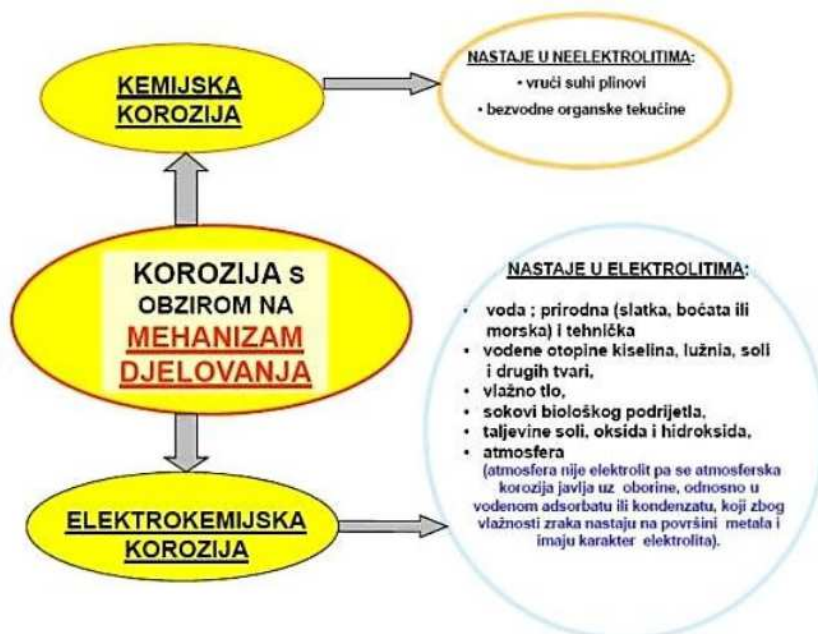 KEMIJSKA
KOROZIJA
NASTAJE U NEELEKTROLITIMA:
• vrući suhi plinovi
• bezvodne organske tekućine
KOROZIJA S
OBZIROM NA
MEHANIZAM
DJELOVANJA
NASTAJE U ELEKTROLITIMA:
• voda ; prirodna (slatka, boćata ili
morska) i tehnička
• vodene otopine kiselina, lužnia, soli
i drugih tvari,
• vlažno tlo,
• sokovi biološkog podrijetla,
• taljevine soli, oksida i hidroksida,
• atmosfera
(atmosfera nije elektrolit pa se atmosferska
korozija javlja uz oborine, odnosno u
vodenom adsorbatu ili kondenzatu, koji zbog
vlažnosti zraka nastaju na površini metala i
imaju karakter elektrolita).
ELEKTROKEMIJSKA
KOROZIJA